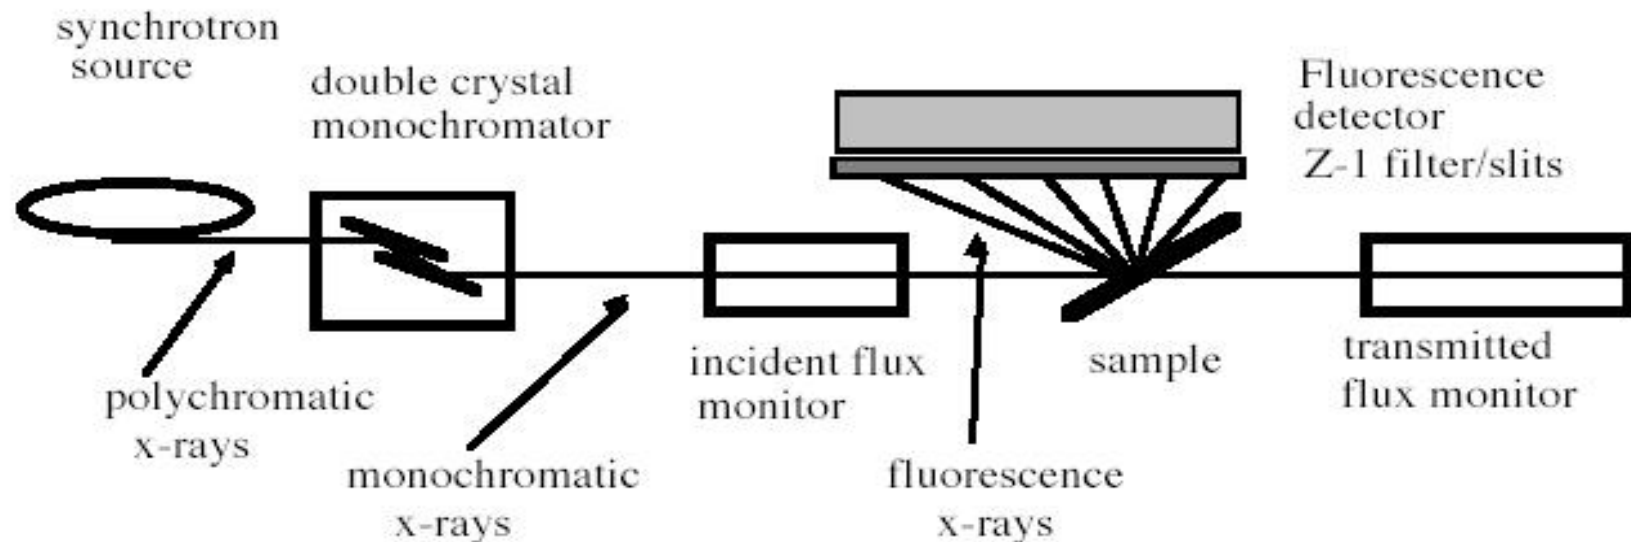 synchrotron
source
double crystal
monochromator
Fluorescence
detector
Z-1 filter/slits
incident flux
monitor
sample
transmitted
flux monitor
polychromatic
x-rays
monochromatic
x-rays
fluorescence
x-rays